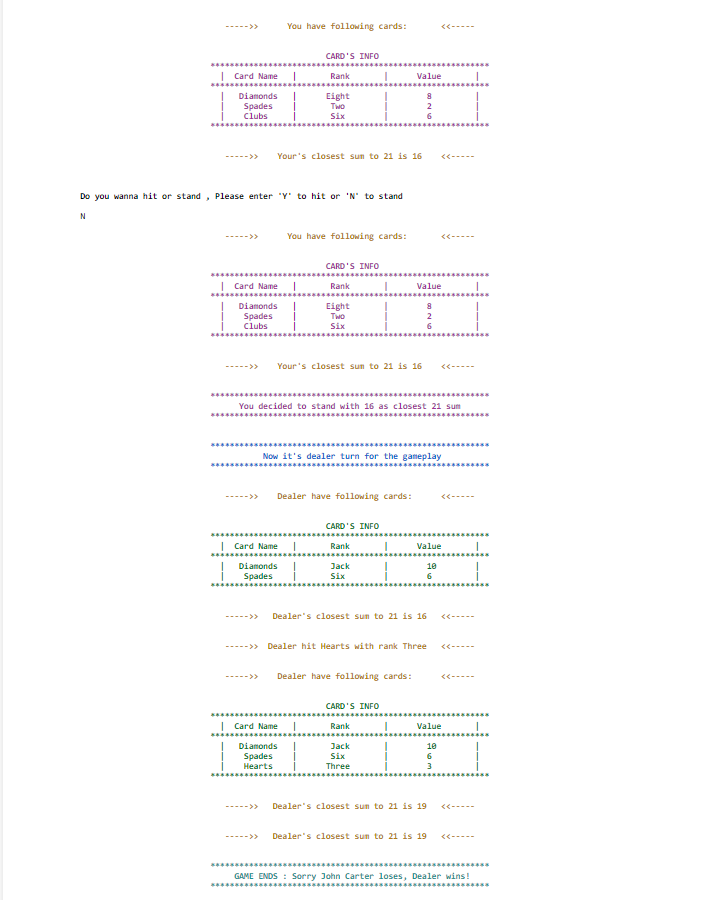 ----->>      You have following cards:       <<-----
CARD'S INFO
**********************************************************
|  Card Name   |       Rank       |      Value       |
**********************************************************
|   Diamonds   |      Eight       |        8         |
|    Spades    |       Two        |        2         |
|    Clubs     |       Six        |        6         |
**********************************************************
----->>    Your's closest sum to 21 is 16    <<-----
Do you wanna hit or stand , Please enter 'Y' to hit or 'N' to stand
N
----->>      You have following cards:       <<-----
CARD'S INFO
**********************************************************
|  Card Name   |       Rank       |      Value       |
**********************************************************
|   Diamonds   |      Eight       |        8         |
|    Spades    |       Two        |        2         |
|    Clubs     |       Six        |        6         |
**********************************************************
----->>    Your's closest sum to 21 is 16    <<-----
**********************************************************
You decided to stand with 16 as closest 21 sum
**********************************************************
**********************************************************
Now it's dealer turn for the gameplay
**********************************************************
----->>    Dealer have following cards:      <<-----
CARD'S INFO
**********************************************************
|  Card Name   |       Rank       |      Value       |
**********************************************************
|   Diamonds   |       Jack       |        10        |
|    Spades    |       Six        |        6         |
**********************************************************
----->>   Dealer's closest sum to 21 is 16   <<-----
----->>  Dealer hit Hearts with rank Three   <<-----
----->>    Dealer have following cards:      <<-----
CARD'S INFO
**********************************************************
|  Card Name   |       Rank       |      Value       |
**********************************************************
|   Diamonds   |       Jack       |        10        |
|    Spades    |       Six        |        6         |
|    Hearts    |      Three       |        3         |
**********************************************************
----->>   Dealer's closest sum to 21 is 19   <<-----
----->>   Dealer's closest sum to 21 is 19   <<-----
**********************************************************
GAME ENDS : Sorry John Carter loses, Dealer wins!
**********************************************************